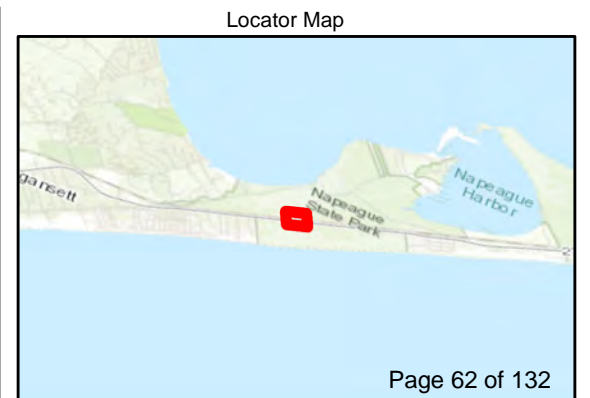 Locator Map
gansett
Napeague
State Park
Napeague
Harbor
Page 62 of 132